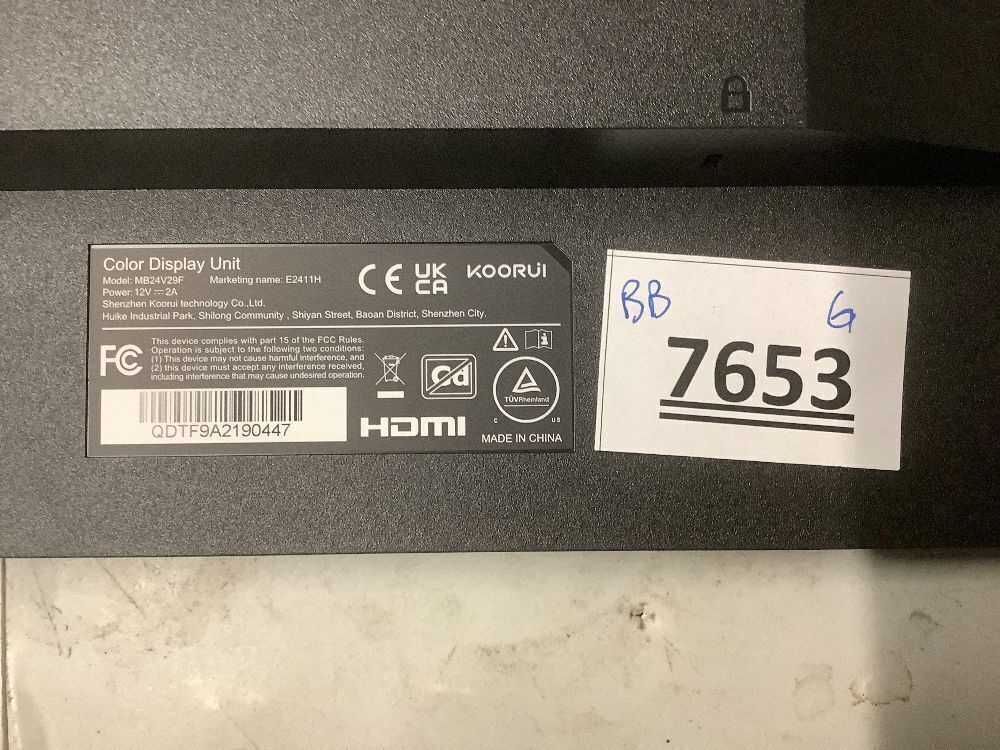 Color Display Unit
Model: MB24V29F Marketing name: E2411H
Power: 12V⎓2A
Shenzhen Koorui technology Co.,Ltd.
Huike Industrial Park, Shilong Community , Shiyan Street, Baoan District, Shenzhen City.
CE UK CA KOORUI
FC
This device complies with part 15 of the FCC Rules.
Operation is subject to the following two conditions:
(1) This device may not cause harmful interference, and
(2) this device must accept any interference received,
including interference that may cause undesired operation.
Cd
TÜVRheinland
C US
QDTF9A2190447
HDMI
MADE IN CHINA
BB G
7653